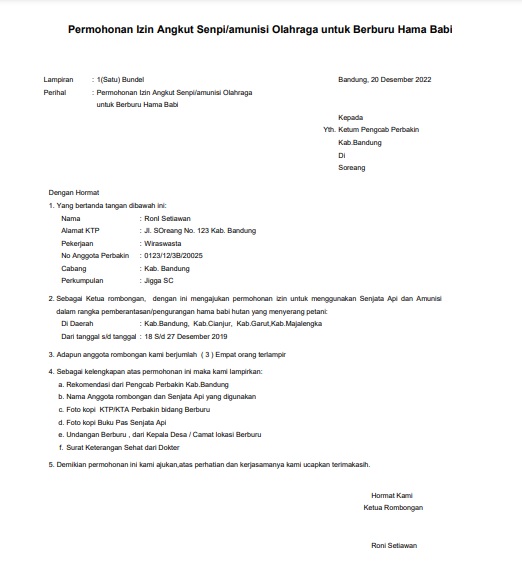 Permohonan Izin Angkut Senpi/amunisi Olahraga untuk Berburu Hama Babi
Lampiran : 1(Satu) Bundel
Bandung, 20 Desember 2022
Perihal : Permohonan Izin Angkut Senpi/amunisi Olahraga
untuk Berburu Hama Babi
Kepada
Yth. Ketum Pengcab Perbakin
Kab.Bandung
Di
Soreang
Dengan Hormat
1. Yang bertanda tangan dibawah ini:
Nama : RonI Setiawan
Alamat KTP : Jl. SOreang No. 123 Kab. Bandung
Pekerjaan : Wiraswasta
No Anggota Perbakin : 0123/12/3B/20025
Cabang : Kab. Bandung
Perkumpulan : Jigga SC
2. Sebagai Ketua rombongan, dengan ini mengajukan permohonan izin untuk menggunakan Senjata Api dan Amunisi
dalam rangka pemberantasan/pengurangan hama babi hutan yang menyerang petani:
Di Daerah : Kab.Bandung, Kab.Cianjur, Kab.Garut,Kab.Majalengka
Dari tanggal s/d tanggal : 18 S/d 27 Desember 2019
3. Adapun anggota rombongan kami berjumlah ( 3 ) Empat orang terlampir
4. Sebagai kelengkapan atas permohonan ini maka kami lampirkan:
a. Rekomendasi dari Pengcab Perbakin Kab.Bandung
b. Nama Anggota rombongan dan Senjata Api yang digunakan
c. Foto kopi KTP/KTA Perbakin bidang Berburu
d. Foto kopi Buku Pas Senjata Api
e. Undangan Berburu , dari Kepala Desa / Camat lokasi Berburu
f. Surat Keterangan Sehat dari Dokter
5. Demikian permohonan ini kami ajukan,atas perhatian dan kerjasamanya kami ucapkan terimakasih.
Hormat Kami
Ketua Rombongan
Roni Setiawan